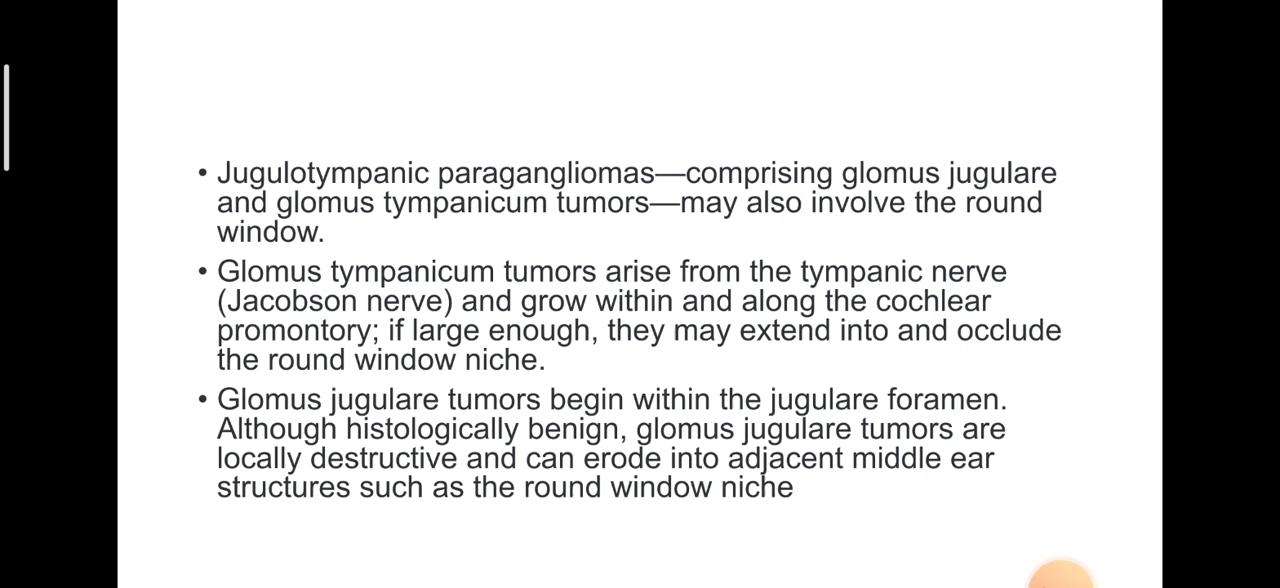 • Jugulotympanic paragangliomas—comprising glomus jugulare
and glomus tympanicum tumors—may also involve the round
window.
• Glomus tympanicum tumors arise from the tympanic nerve
(Jacobson nerve) and grow within and along the cochlear
promontory; if large enough, they may extend into and occlude
the round window niche.
• Glomus jugulare tumors begin within the jugulare foramen.
Although histologically benign, glomus jugulare tumors are
locally destructive and can erode into adjacent middle ear
structures such as the round window niche